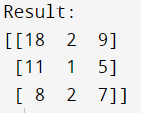 Result:
[[18  2  9]
 [11  1  5]
 [ 8  2  7]]